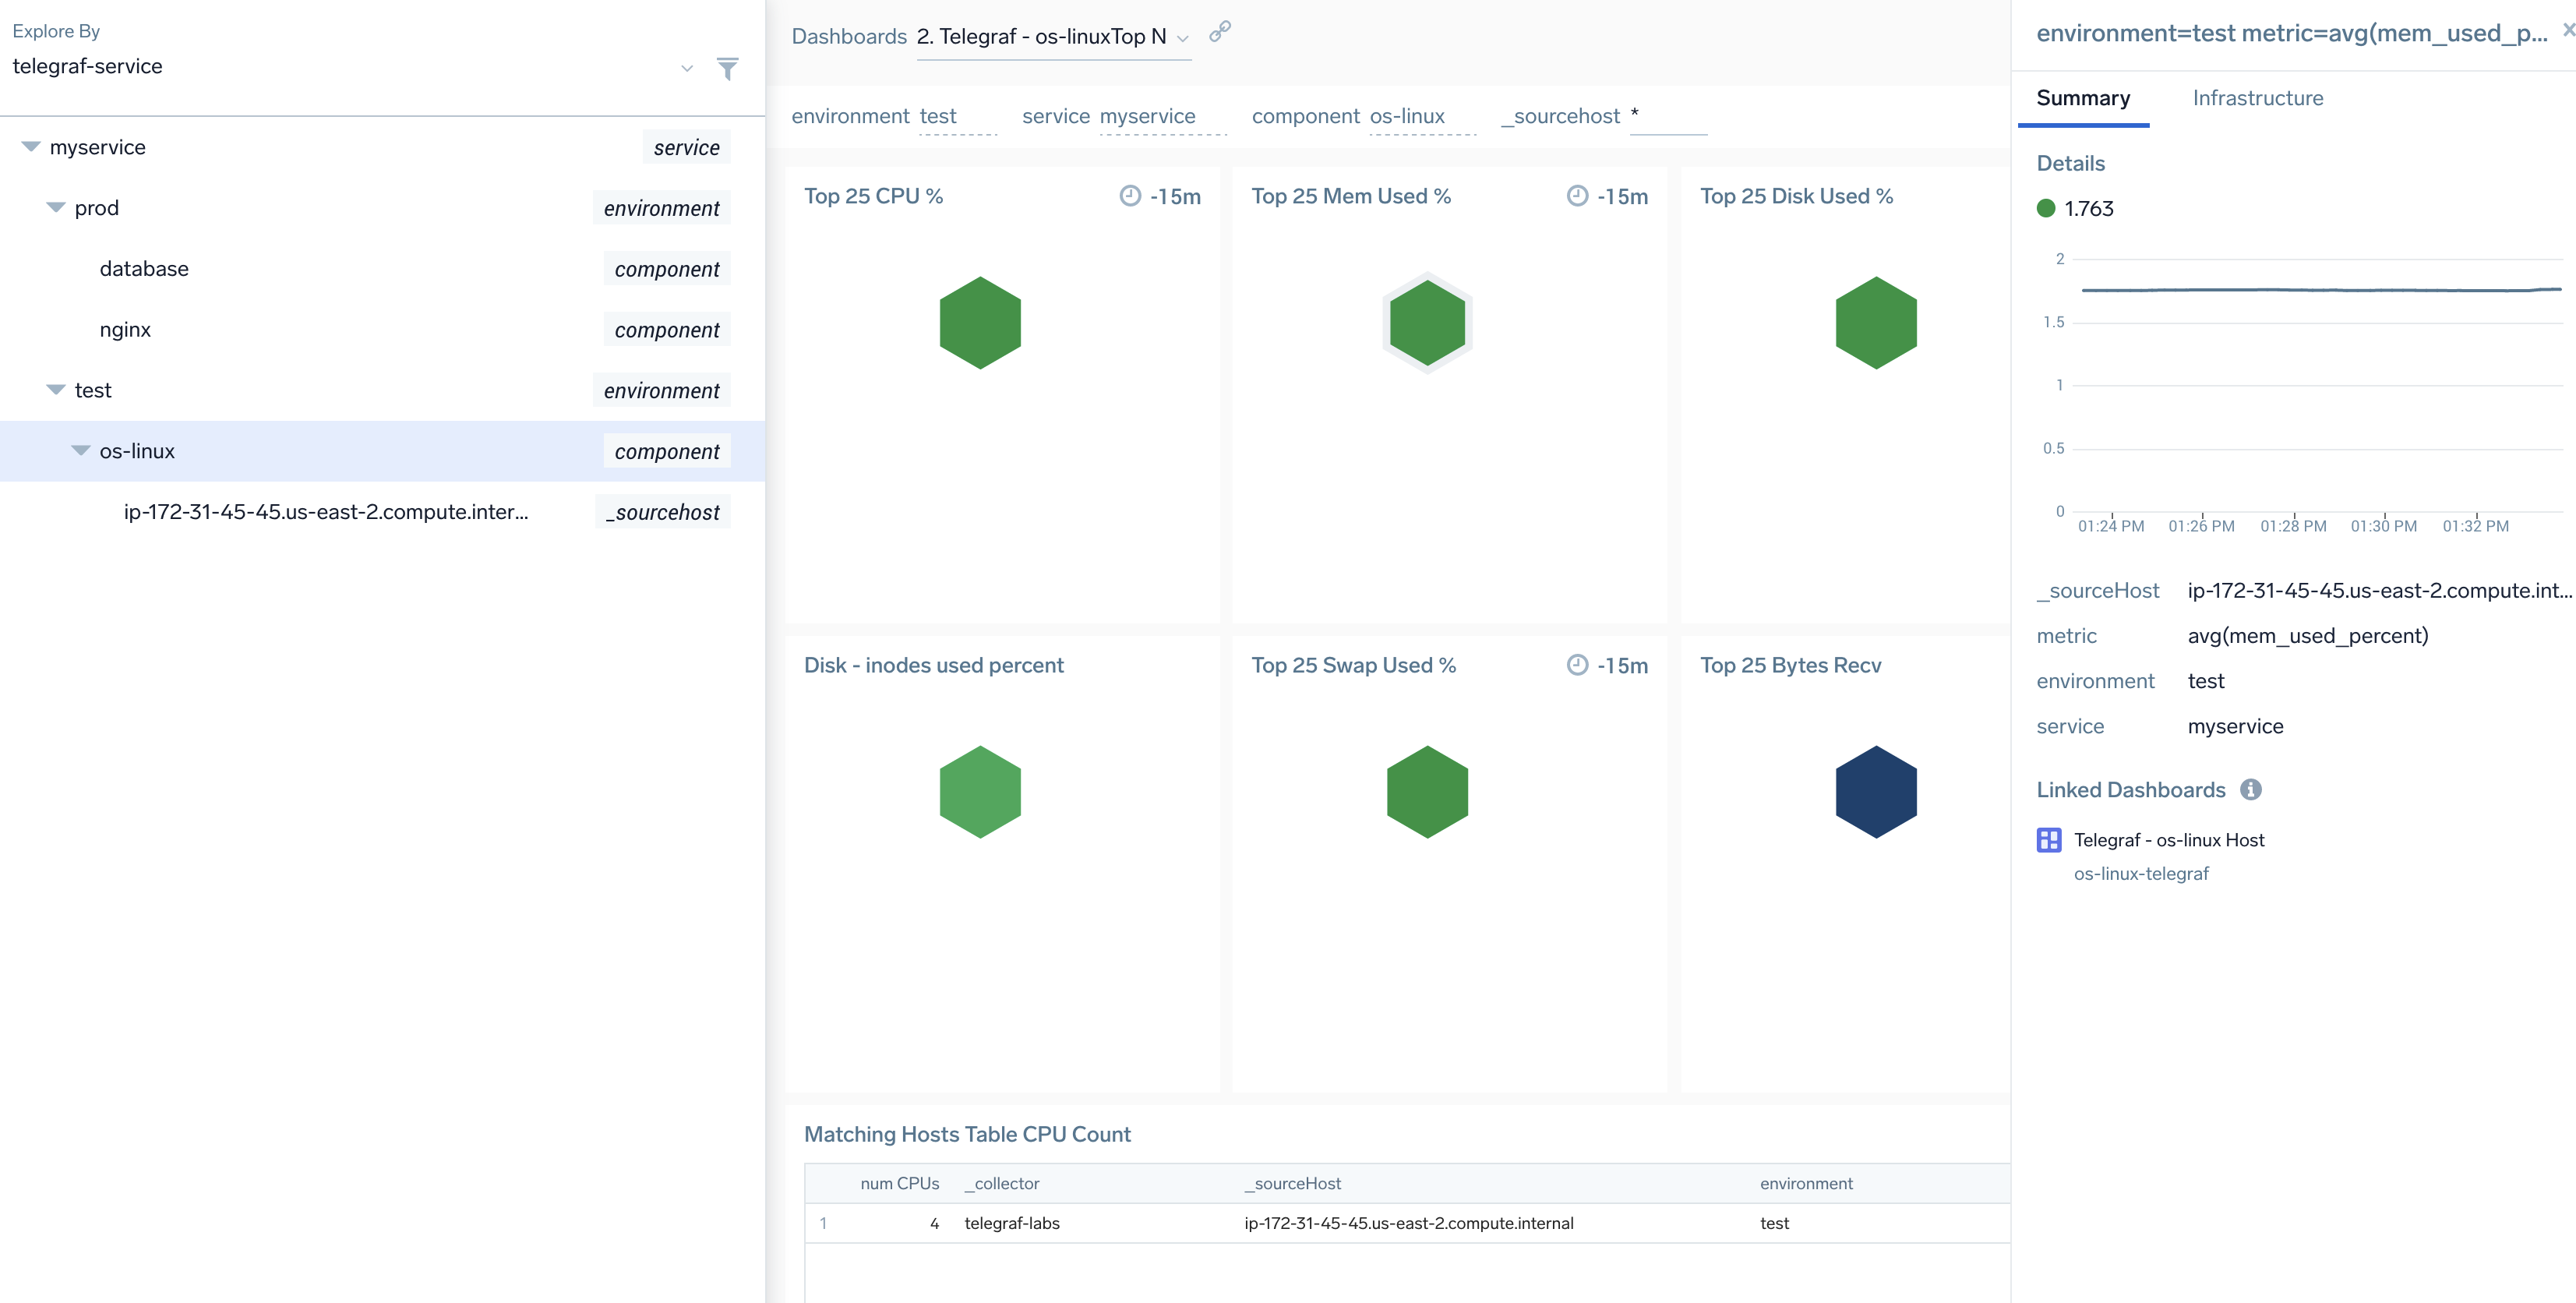 Explore By
telegraf-service
myservice service
prod environment
database component
nginx component
test environment
os-linux component
ip-172-31-45-45.us-east-2.compute.inter... _sourcehost
Dashboards 2. Telegraf - os-linuxTop N
environment test service myservice component os-linux _sourcehost *
Top 25 CPU % -15m
Top 25 Mem Used % -15m
Top 25 Disk Used %
Disk - inodes used percent
Top 25 Swap Used % -15m
Top 25 Bytes Recv
Matching Hosts Table CPU Count
num CPUs _collector _sourceHost environment
1 4 telegraf-labs ip-172-31-45-45.us-east-2.compute.internal test
environment=test metric=avg(mem_used_p...
Summary Infrastructure
Details
1.763
2
1.5
1
0.5
0
01:24 PM 01:26 PM 01:28 PM 01:30 PM 01:32 PM
_sourceHost ip-172-31-45-45.us-east-2.compute.int...
metric avg(mem_used_percent)
environment test
service myservice
Linked Dashboards
Telegraf - os-linux Host
os-linux-telegraf